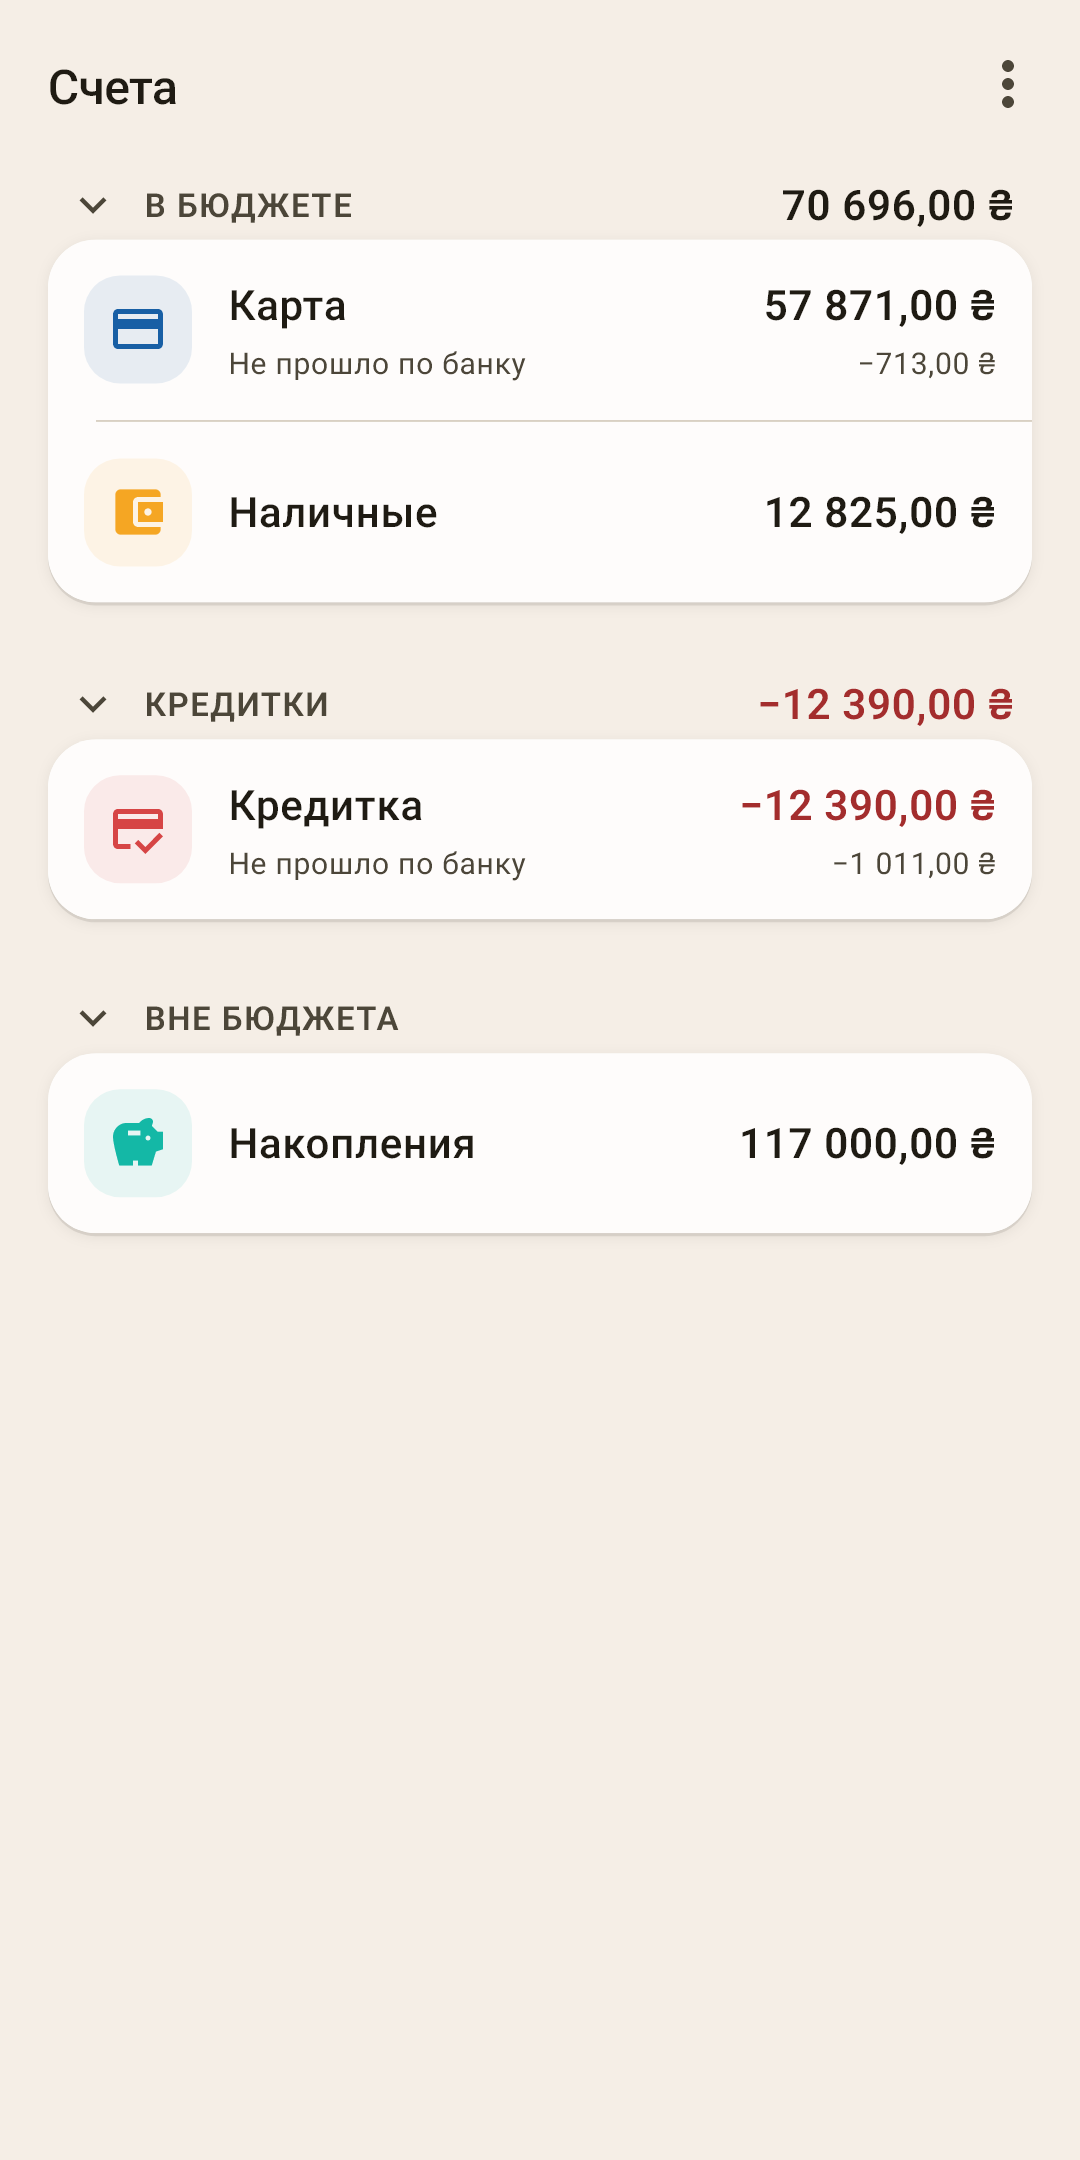 Счета
В БЮДЖЕТЕ 70 696,00 ₴
Карта 57 871,00 ₴
Не прошло по банку −713,00 ₴
Наличные 12 825,00 ₴
КРЕДИТКИ −12 390,00 ₴
Кредитка −12 390,00 ₴
Не прошло по банку −1 011,00 ₴
ВНЕ БЮДЖЕТА
Накопления 117 000,00 ₴